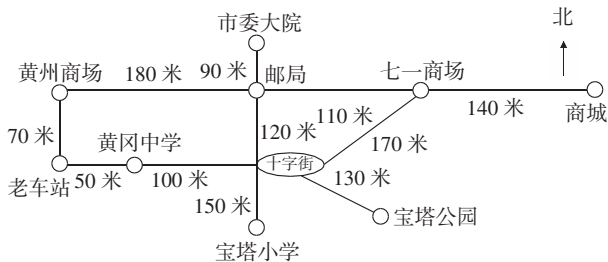 市委大院
北
黄州商场
180 米
90 米
邮局
七一商场
110 米
140 米
商城
70 米
黄冈中学
120 米
170 米
十字街
老车站
50 米
100 米
130 米
150 米
宝塔公园
宝塔小学